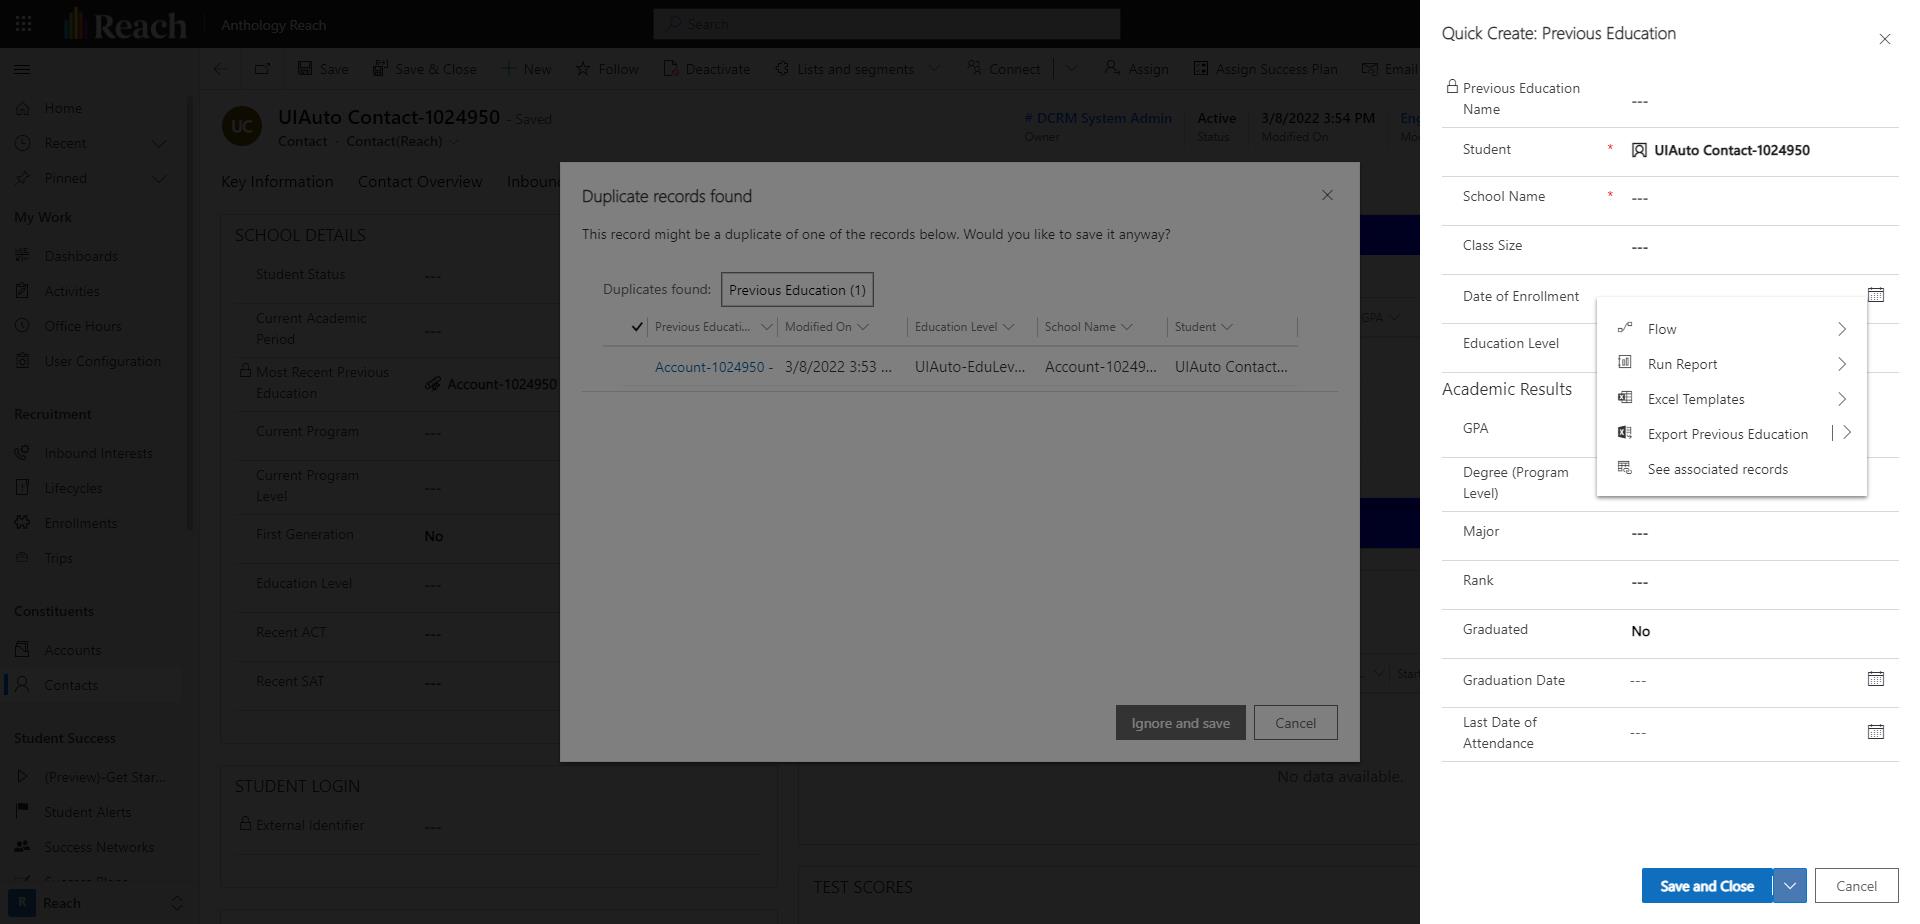 Reach
Anthology Reach
Search
Save
Save & Close
New
Follow
Deactivate
Lists and segments
Connect
Assign
Assign Success Plan
Email
Home
Recent
Pinned
My Work
Dashboards
Activities
Office Hours
User Configuration
Recruitment
Inbound Interests
Lifecycles
Enrollments
Trips
Constituents
Accounts
Contacts
Student Success
(Preview)-Get Star...
Student Alerts
Success Networks
R
Reach
UC
UIAuto Contact-1024950 - Saved
Contact · Contact(Reach)
# DCRM System Admin
Owner
Active
Status
3/8/2022 3:54 PM
Modified On
Key Information
Contact Overview
SCHOOL DETAILS
Student Status
---
Current Academic
Period
---
Most Recent Previous
Education
Account-1024950
Current Program
---
Current Program
Level
---
First Generation
No
Education Level
---
Recent ACT
---
Recent SAT
---
STUDENT LOGIN
External Identifier
---
GPA
No data available.
TEST SCORES
Duplicate records found
This record might be a duplicate of one of the records below. Would you like to save it anyway?
Duplicates found:
Previous Education (1)
Previous Educati...
Modified On
Education Level
School Name
Student
Account-1024950 -
3/8/2022 3:53 ...
UIAuto-EduLev...
Account-10249...
UIAuto Contact...
Ignore and save
Cancel
Quick Create: Previous Education
Previous Education
Name
---
Student
*
UIAuto Contact-1024950
School Name
*
---
Class Size
---
Date of Enrollment
Education Level
Academic Results
GPA
Degree (Program
Level)
Flow
Run Report
Excel Templates
Export Previous Education
See associated records
Major
---
Rank
---
Graduated
No
Graduation Date
---
Last Date of
Attendance
---
Save and Close
Cancel